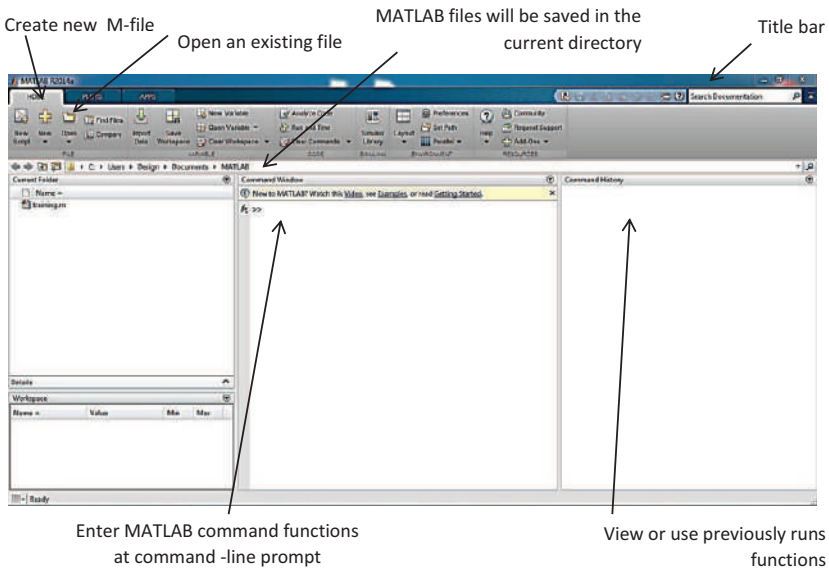 MATLAB files will be saved in the
current directory
Create new M-file
Open an existing file
Title bar
MATLAB R2014a
HOME PLOTS APPS
Search Documentation
New Script
New
Open
Find Files
Compare
Import Data
Save Workspace
New Variable
Open Variable
Clear Workspace
Analyze Code
Run and Time
Clear Commands
Simulink Library
Layout
Preferences
Set Path
Parallel
Help
Community
Request Support
Add-Ons
FILE VARIABLE CODE SIMULINK ENVIRONMENT RESOURCES
C: Users Design Documents MATLAB
Current Folder
Name
training.m
Command Window
New to MATLAB? Watch this Video, see Examples, or read Getting Started.
fx >>
Command History
Details
Workspace
Name Value Min Max
Ready
Enter MATLAB command functions
at command -line prompt
View or use previously runs
functions